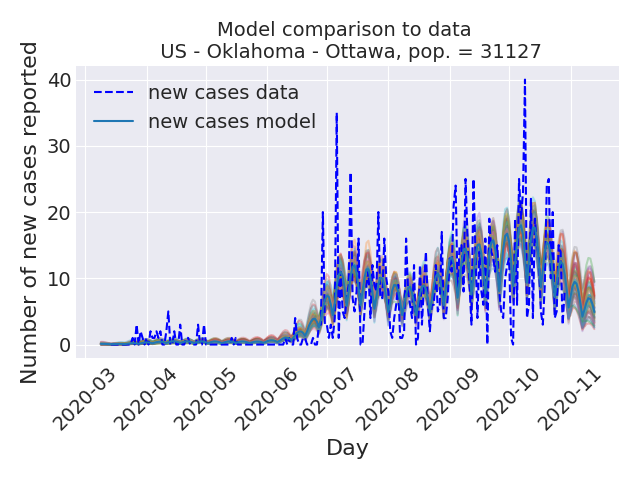 Model comparison to data
US - Oklahoma - Ottawa, pop. = 31127
Number of new cases reported
40
30
20
10
0
new cases data
new cases model
2020-03
2020-04
2020-05
2020-06
2020-07
2020-08
2020-09
2020-10
2020-11
Day